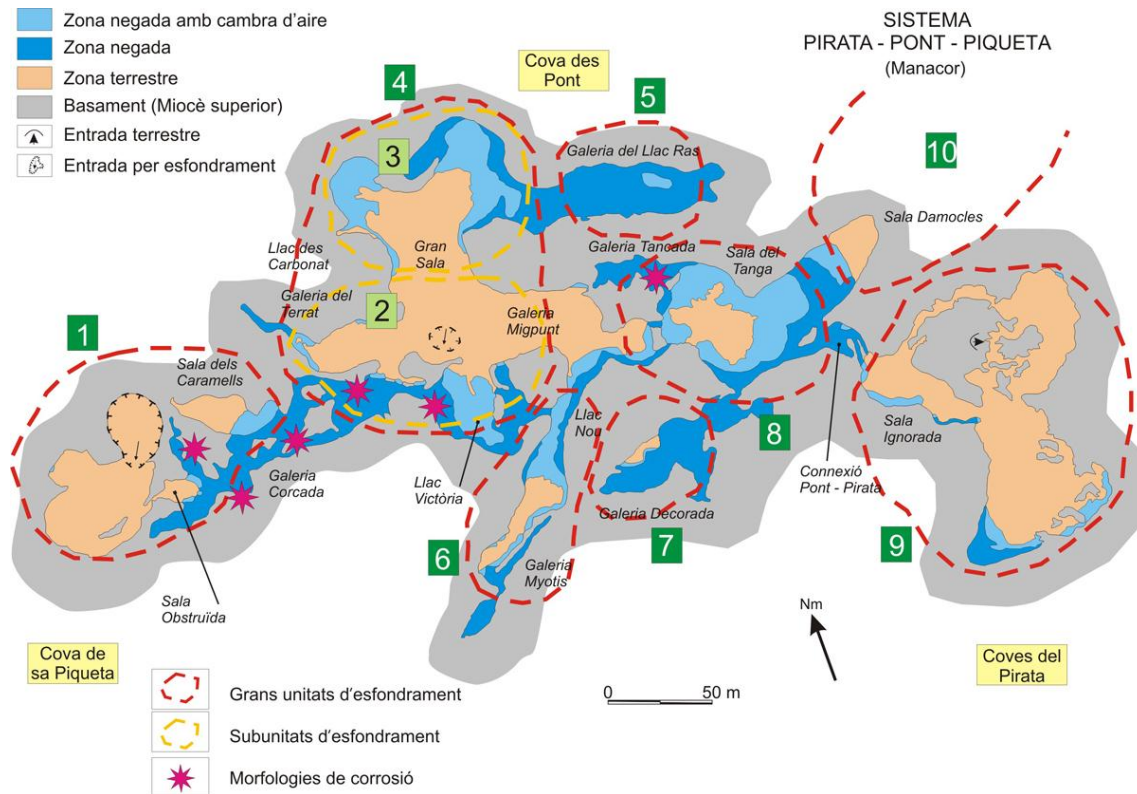 Zona negada amb cambra d'aire
Zona negada
Zona terrestre
Basament (Miocè superior)
Entrada terrestre
Entrada per esfondrament
SISTEMA
PIRATA - PONT - PIQUETA
(Manacor)
Cova des
Pont
4
5
10
3
Galeria del Llac Ras
Sala Damocles
Llac des
Carbonat
Gran
Sala
Galeria Tancada
Sala del
Tanga
Galeria del
Terrat
2
Galeria
Migpunt
1
Sala dels
Caramells
Llac
Nou
8
Sala
Ignorada
Galeria
Corcada
Llac
Victòria
Connexió
Pont - Pirata
Galeria Decorada
6
7
9
Galeria
Myotis
Sala
Obstruïda
Nm
Cova de
sa Piqueta
Coves del
Pirata
Grans unitats d'esfondrament
0
50 m
Subunitats d'esfondrament
Morfologies de corrosió